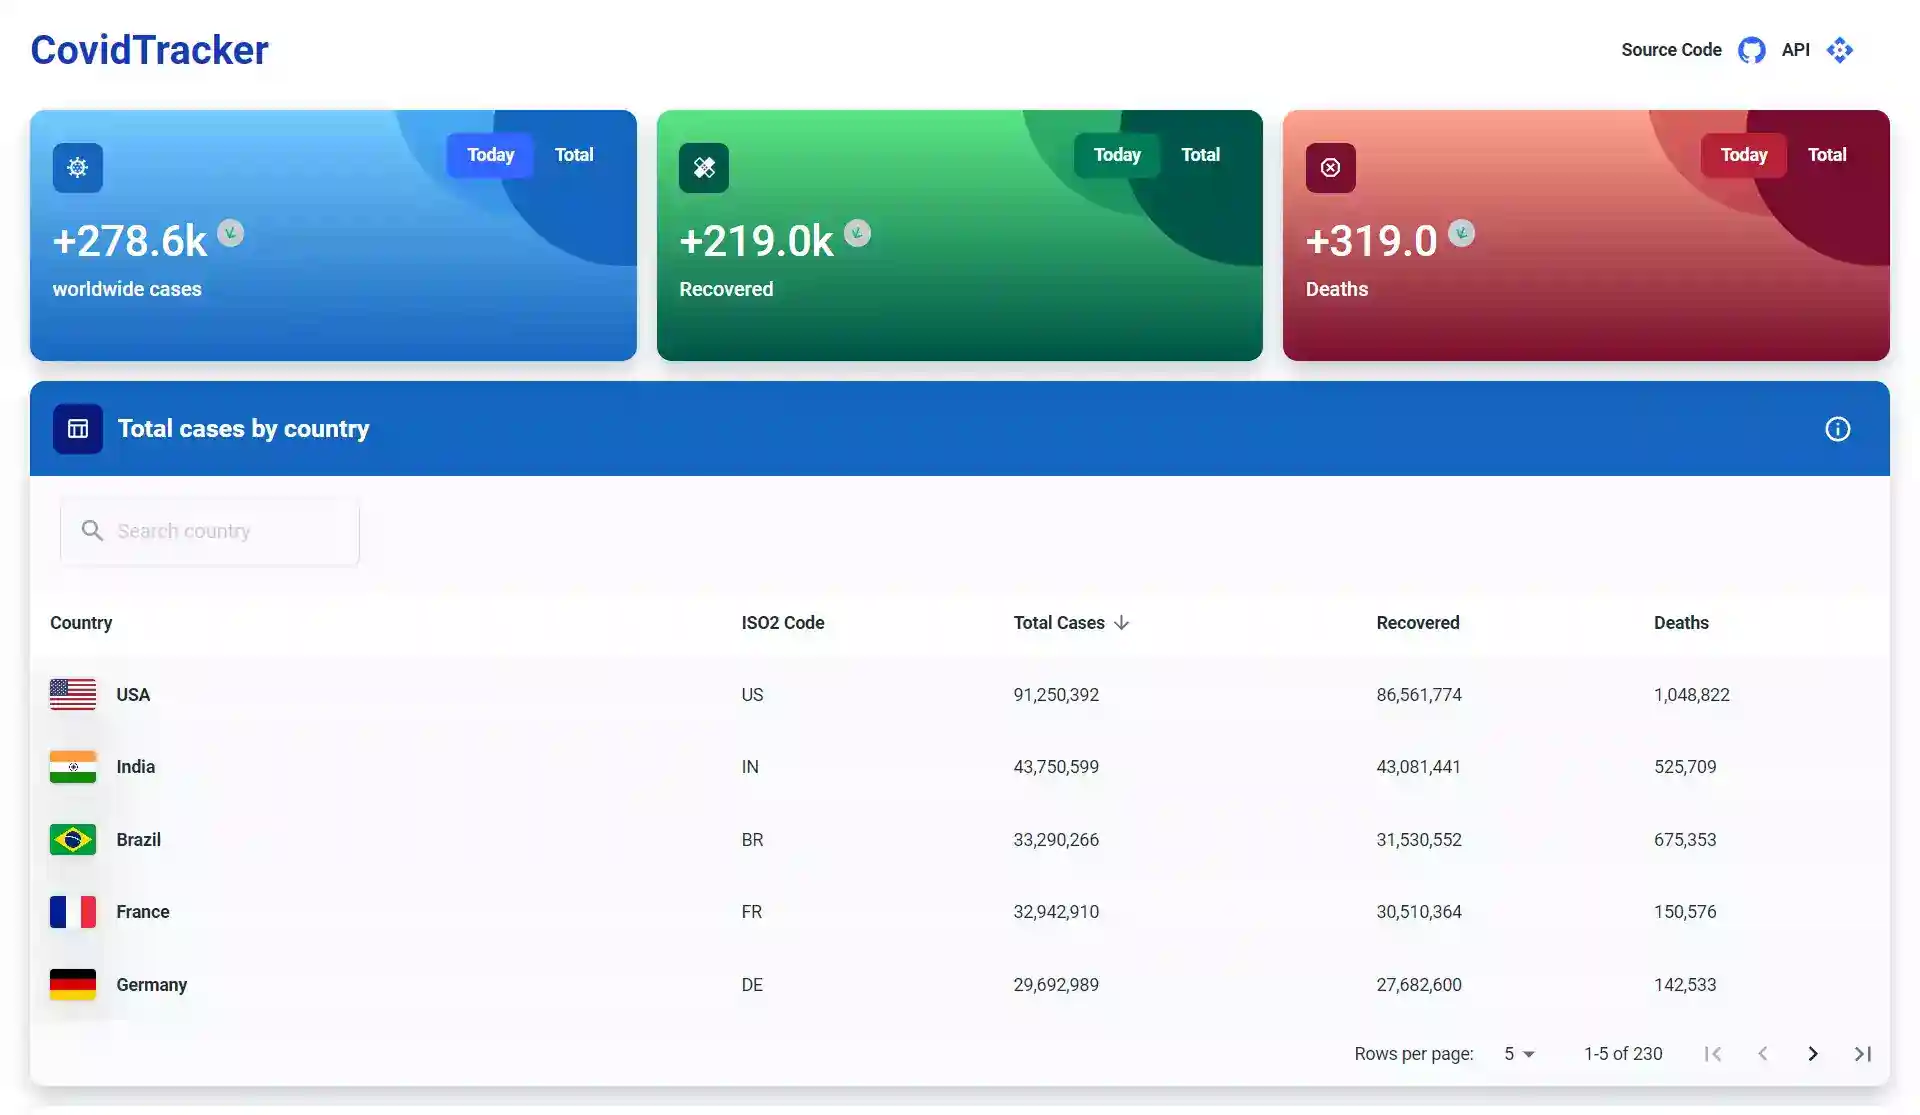 CovidTracker
Source Code API
Today Total
+278.6k
worldwide cases
Today Total
+219.0k
Recovered
Today Total
+319.0
Deaths
Total cases by country
Search country
Country ISO2 Code Total Cases Recovered Deaths
USA US 91,250,392 86,561,774 1,048,822
India IN 43,750,599 43,081,441 525,709
Brazil BR 33,290,266 31,530,552 675,353
France FR 32,942,910 30,510,364 150,576
Germany DE 29,692,989 27,682,600 142,533
Rows per page: 5 1-5 of 230